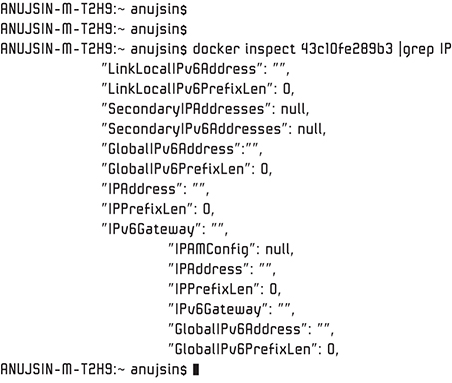 ANUJSIN-M-T2H9:~ anujsin$
ANUJSIN-M-T2H9:~ anujsin$
ANUJSIN-M-T2H9:~ anujsin$ docker inspect 43c10fe289b3 |grep IP
"LinkLocalIPv6Address": "",
"LinkLocalIPv6PrefixLen": 0,
"SecondaryIPAddresses": null,
"SecondaryIPv6Addresses": null,
"GlobalIPv6Address":"",
"GlobalIPv6PrefixLen": 0,
"IPAddress": "",
"IPPrefixLen": 0,
"IPv6Gateway": "",
"IPAMConfig": null,
"IPAddress": "",
"IPPrefixLen": 0,
"IPv6Gateway": "",
"GlobalIPv6Address": "",
"GlobalIPv6PrefixLen": 0,
ANUJSIN-M-T2H9:~ anujsin$